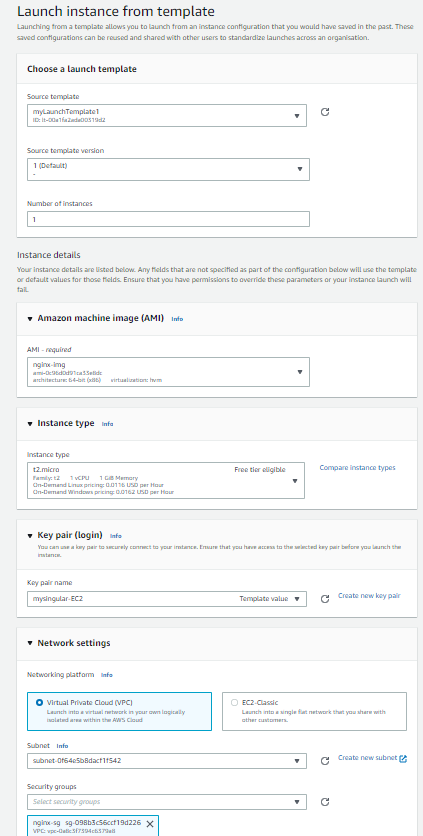 Launch instance from template
Launching from a template allows you to launch from an instance configuration that you would have saved in the past. These
saved configurations can be reused and shared with other users to standardize launches across an organisation.
Choose a launch template
Source template
myLaunchTemplate1
ID: lt-00a1fa2ada00319d2
Source template version
1 (Default)
-
Number of instances
1
Instance details
Your instance details are listed below. Any fields that are not specified as part of the configuration below will use the template
or default values for those fields. Ensure that you have permissions to override these parameters or your instance launch will
fail.
Amazon machine image (AMI) Info
AMI - required
nginx-img
ami-0c96d0d91ca33e8dc
architecture: 64-bit (x86) virtualization: hvm
Instance type Info
Instance type
t2.micro Free tier eligible
Family: t2 1 vCPU 1 GiB Memory
On-Demand Linux pricing: 0.0116 USD per Hour
On-Demand Windows pricing: 0.0162 USD per Hour
Compare instance types
Key pair (login) Info
You can use a key pair to securely connect to your instance. Ensure that you have access to the selected key pair before you launch the
instance.
Key pair name
mysingular-EC2 Template value
Create new key pair
Network settings
Networking platform Info
Virtual Private Cloud (VPC)
Launch into a virtual network in your own logically
isolated area within the AWS Cloud
EC2-Classic
Launch into a single flat network that you share with
other customers.
Subnet Info
subnet-0f64e5b8dacf1f542
Create new subnet
Security groups
Select security groups
nginx-sg sg-098b3c56ccf19d226
VPC: vpc-0a8c3f7394cb379e8